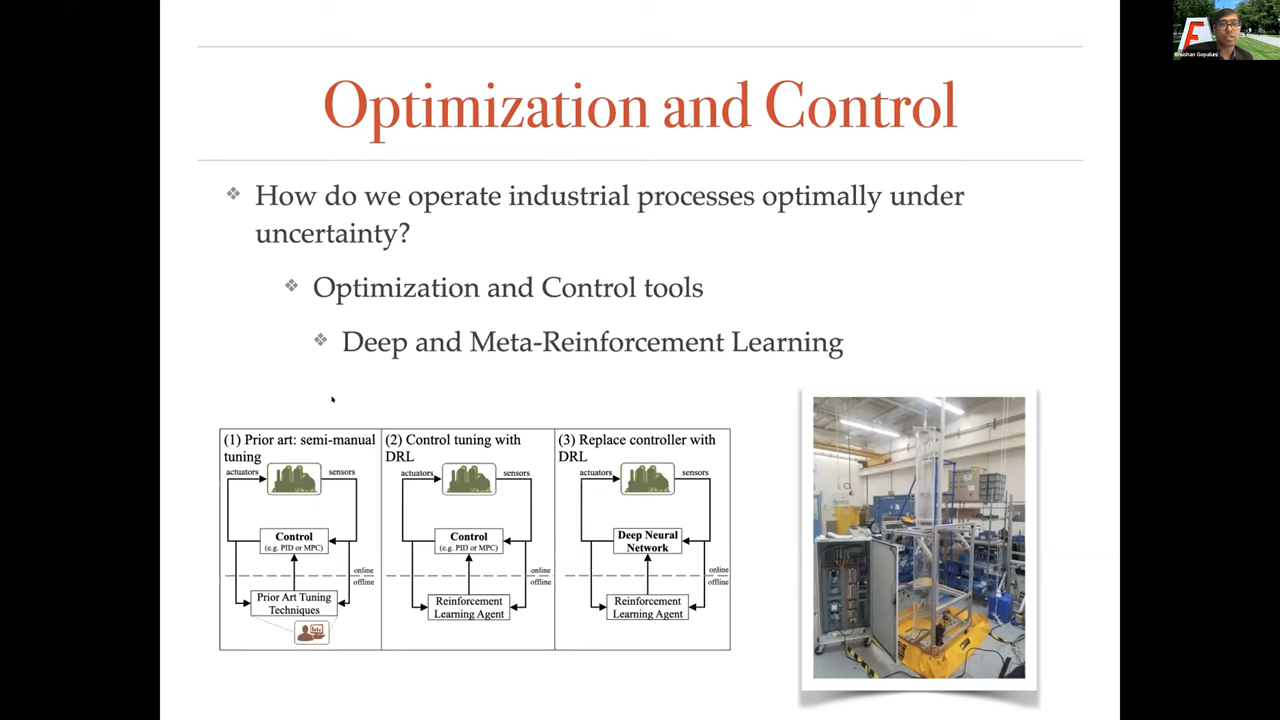 Bhushan Gopaluni
Optimization and Control
How do we operate industrial processes optimally under
uncertainty?
Optimization and Control tools
Deep and Meta-Reinforcement Learning
(1) Prior art: semi-manual
tuning
actuators
sensors
Control
(e.g. PID or MPC)
online
offline
Prior Art Tuning
Techniques
(2) Control tuning with
DRL
actuators
sensors
Control
(e.g. PID or MPC)
online
offline
Reinforcement
Learning Agent
(3) Replace controller with
DRL
actuators
sensors
Deep Neural
Network
online
offline
Reinforcement
Learning Agent